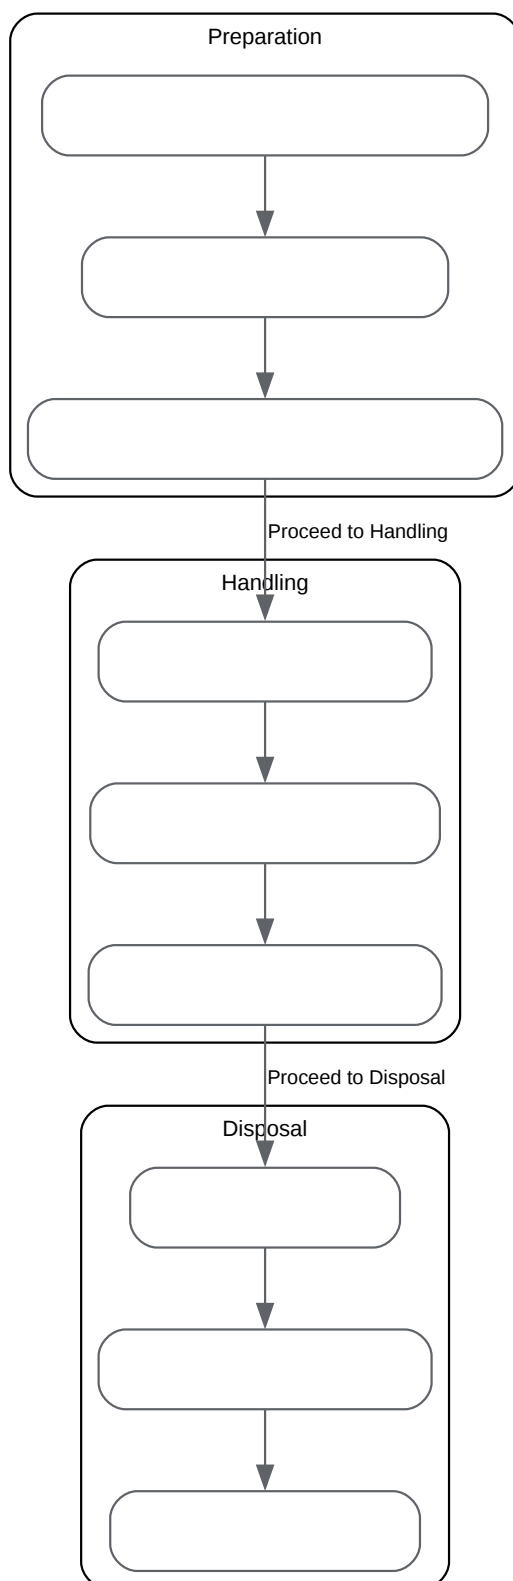 Preparation
Proceed to Handling
Handling
Proceed to Disposal
Disposal